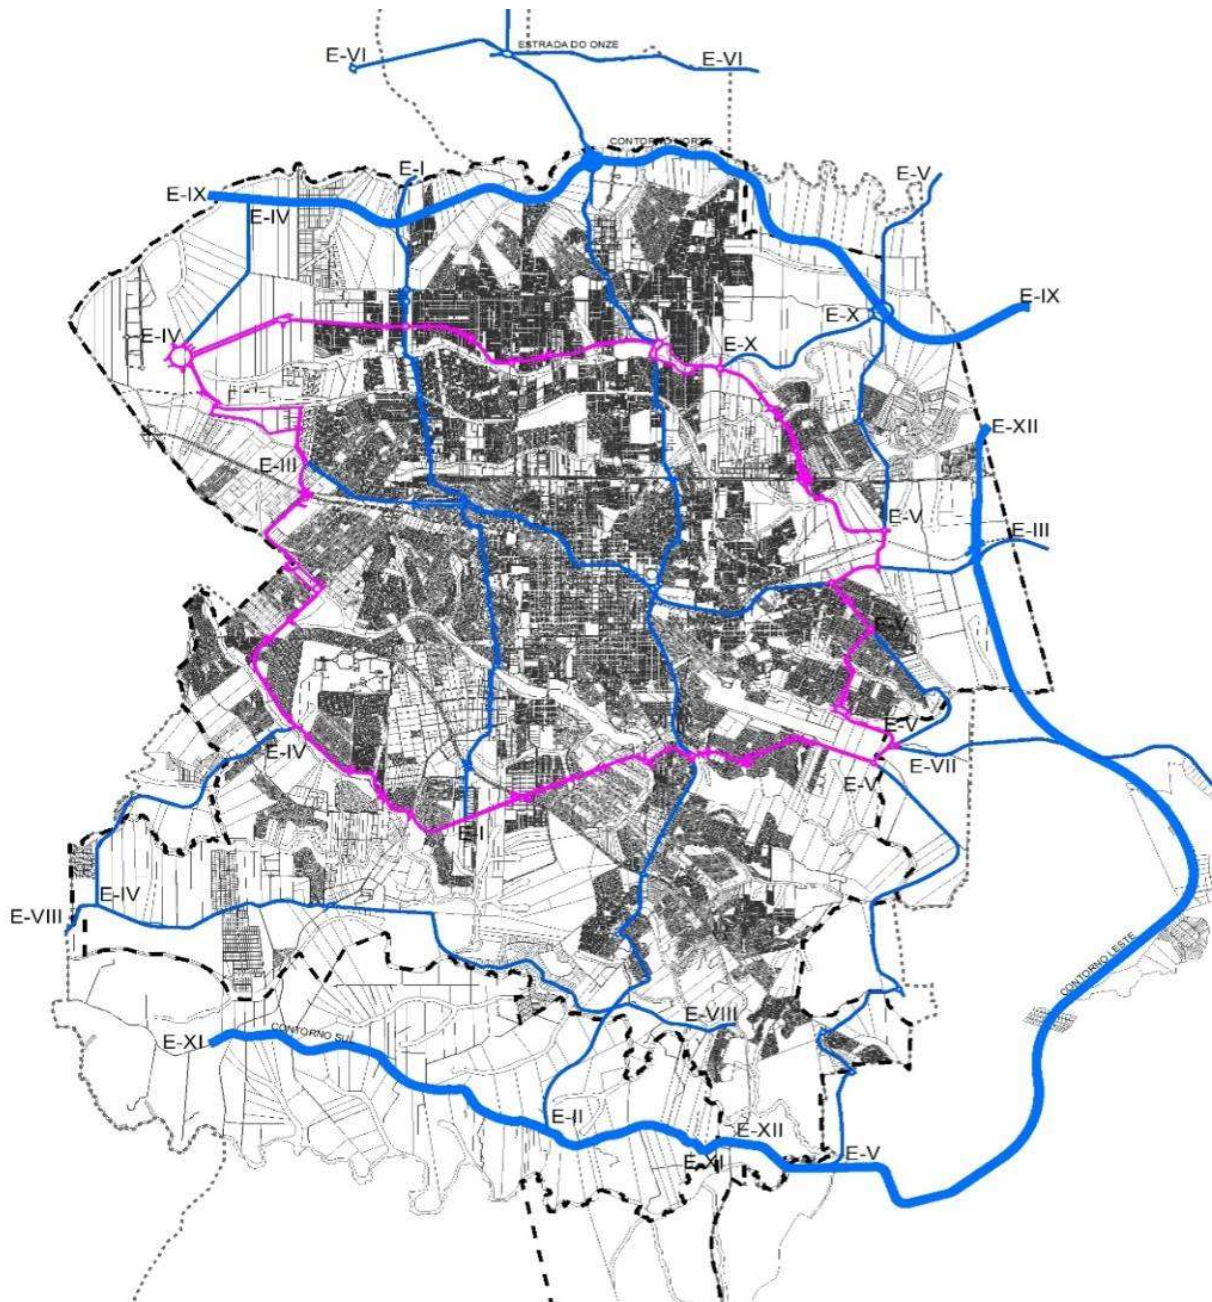 ESTRADA DO ONZE
E-VI
E-VI
CONTORNO NORTE
E-I
E-V
E-IX
E-IV
E-IX
E-X
E-IV
E-X
E-XII
E-III
E-V
E-III
E-V
E-V
E-IV
E-VII
E-V
E-I
E-IV
E-VIII
E-VIII
CONTORNO LESTE
E-XI
CONTORNO SUL
E-II
E-XII
E-XI
E-V